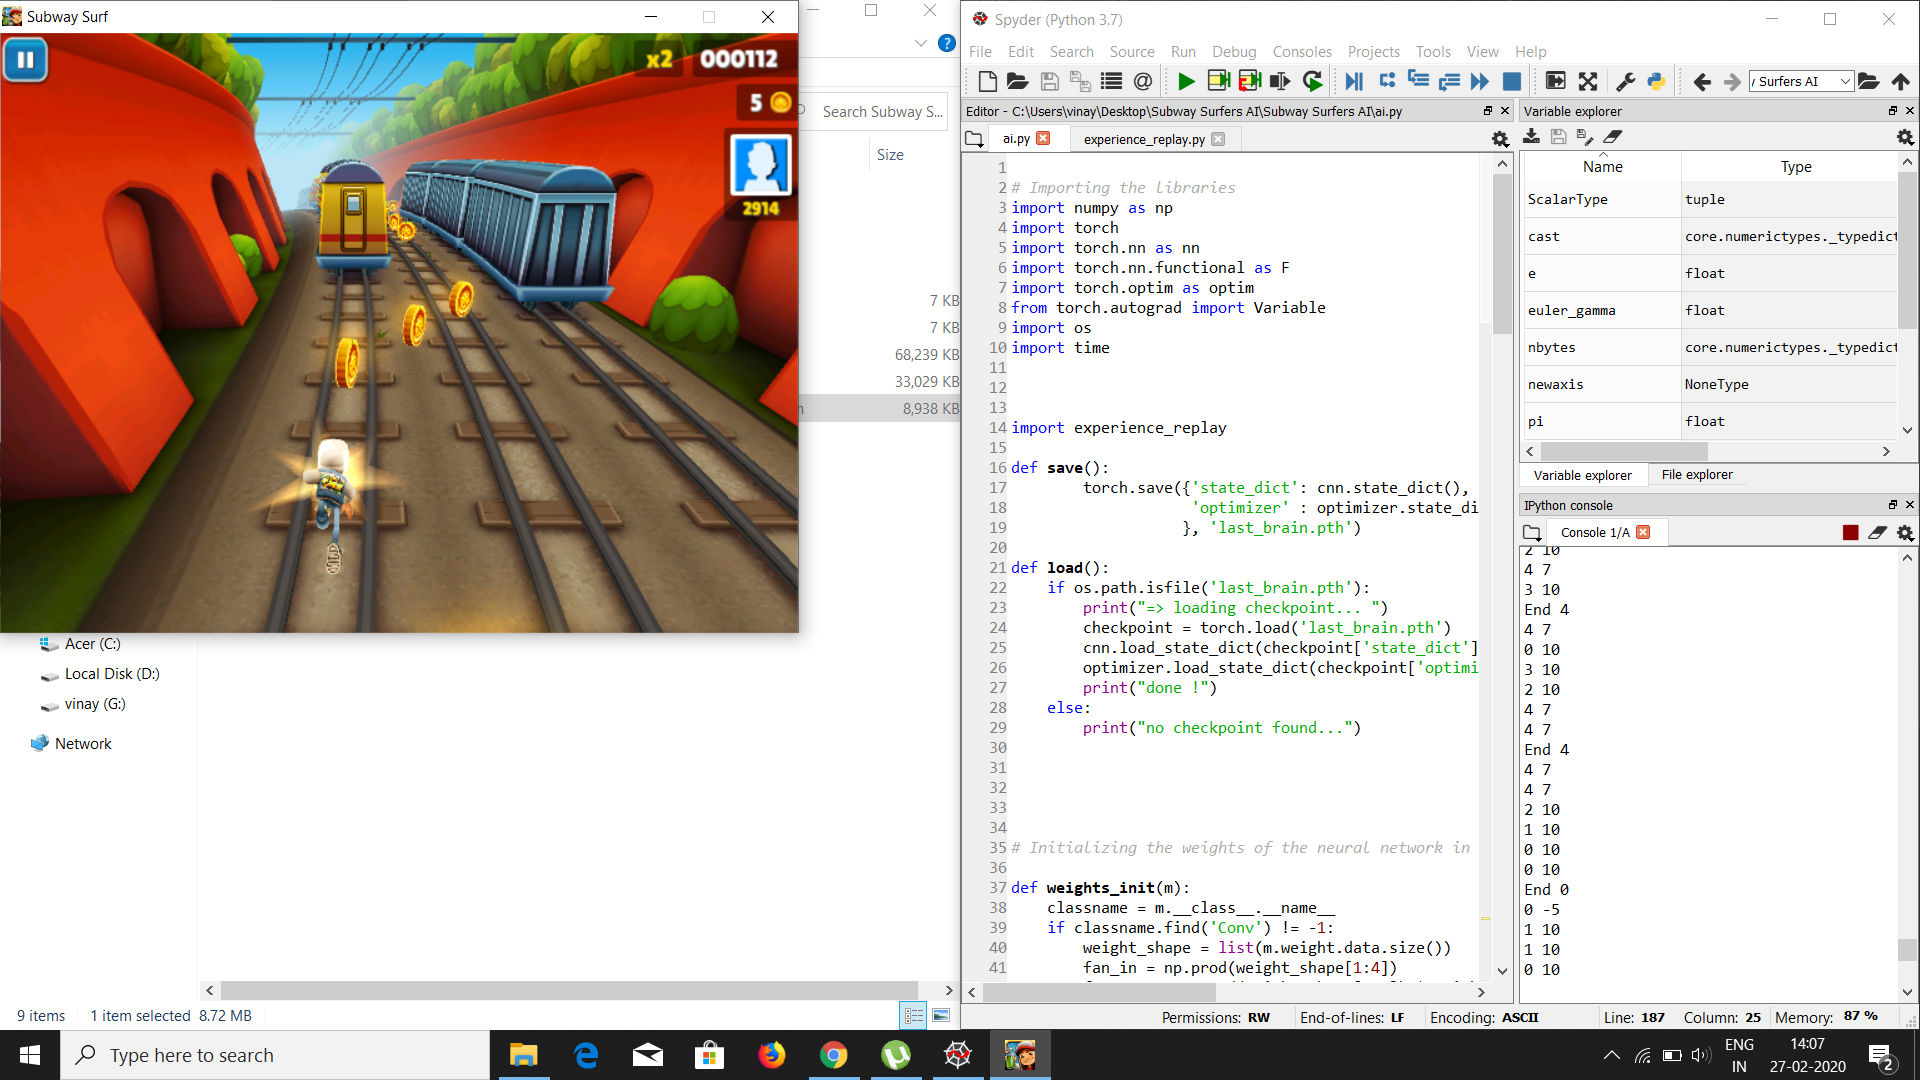 Subway Surf
x2 000112
5
2914
Search Subway S...
Size
7 KB
7 KB
68,239 KB
33,029 KB
8,938 KB
Acer (C:)
Local Disk (D:)
vinay (G:)
Network
9 items 1 item selected 8.72 MB
Spyder (Python 3.7)
File Edit Search Source Run Debug Consoles Projects Tools View Help
/ Surfers AI
Editor - C:\Users\vinay\Desktop\Subway Surfers AI\Subway Surfers AI\ai.py
ai.py experience_replay.py
1
2 # Importing the libraries
3 import numpy as np
4 import torch
5 import torch.nn as nn
6 import torch.nn.functional as F
7 import torch.optim as optim
8 from torch.autograd import Variable
9 import os
10 import time
11
12
13
14 import experience_replay
15
16 def save():
17 torch.save({'state_dict': cnn.state_dict(),
18 'optimizer' : optimizer.state_di
19 }, 'last_brain.pth')
20
21 def load():
22 if os.path.isfile('last_brain.pth'):
23 print("=> loading checkpoint... ")
24 checkpoint = torch.load('last_brain.pth')
25 cnn.load_state_dict(checkpoint['state_dict']
26 optimizer.load_state_dict(checkpoint['optimi
27 print("done !")
28 else:
29 print("no checkpoint found...")
30
31
32
33
34
35 # Initializing the weights of the neural network in
36
37 def weights_init(m):
38 classname = m.__class__.__name__
39 if classname.find('Conv') != -1:
40 weight_shape = list(m.weight.data.size())
41 fan_in = np.prod(weight_shape[1:4])
Variable explorer
Name Type
ScalarType tuple
cast core.numerictypes._typedict
e float
euler_gamma float
nbytes core.numerictypes._typedict
newaxis NoneType
pi float
Variable explorer File explorer
IPython console
Console 1/A
2 10
4 7
3 10
End 4
4 7
0 10
3 10
2 10
4 7
4 7
End 4
4 7
4 7
2 10
1 10
0 10
0 10
End 0
0 -5
1 10
1 10
0 10
Permissions: RW End-of-lines: LF Encoding: ASCII Line: 187 Column: 25 Memory: 87 %
Type here to search
ENG
IN
14:07
27-02-2020
2